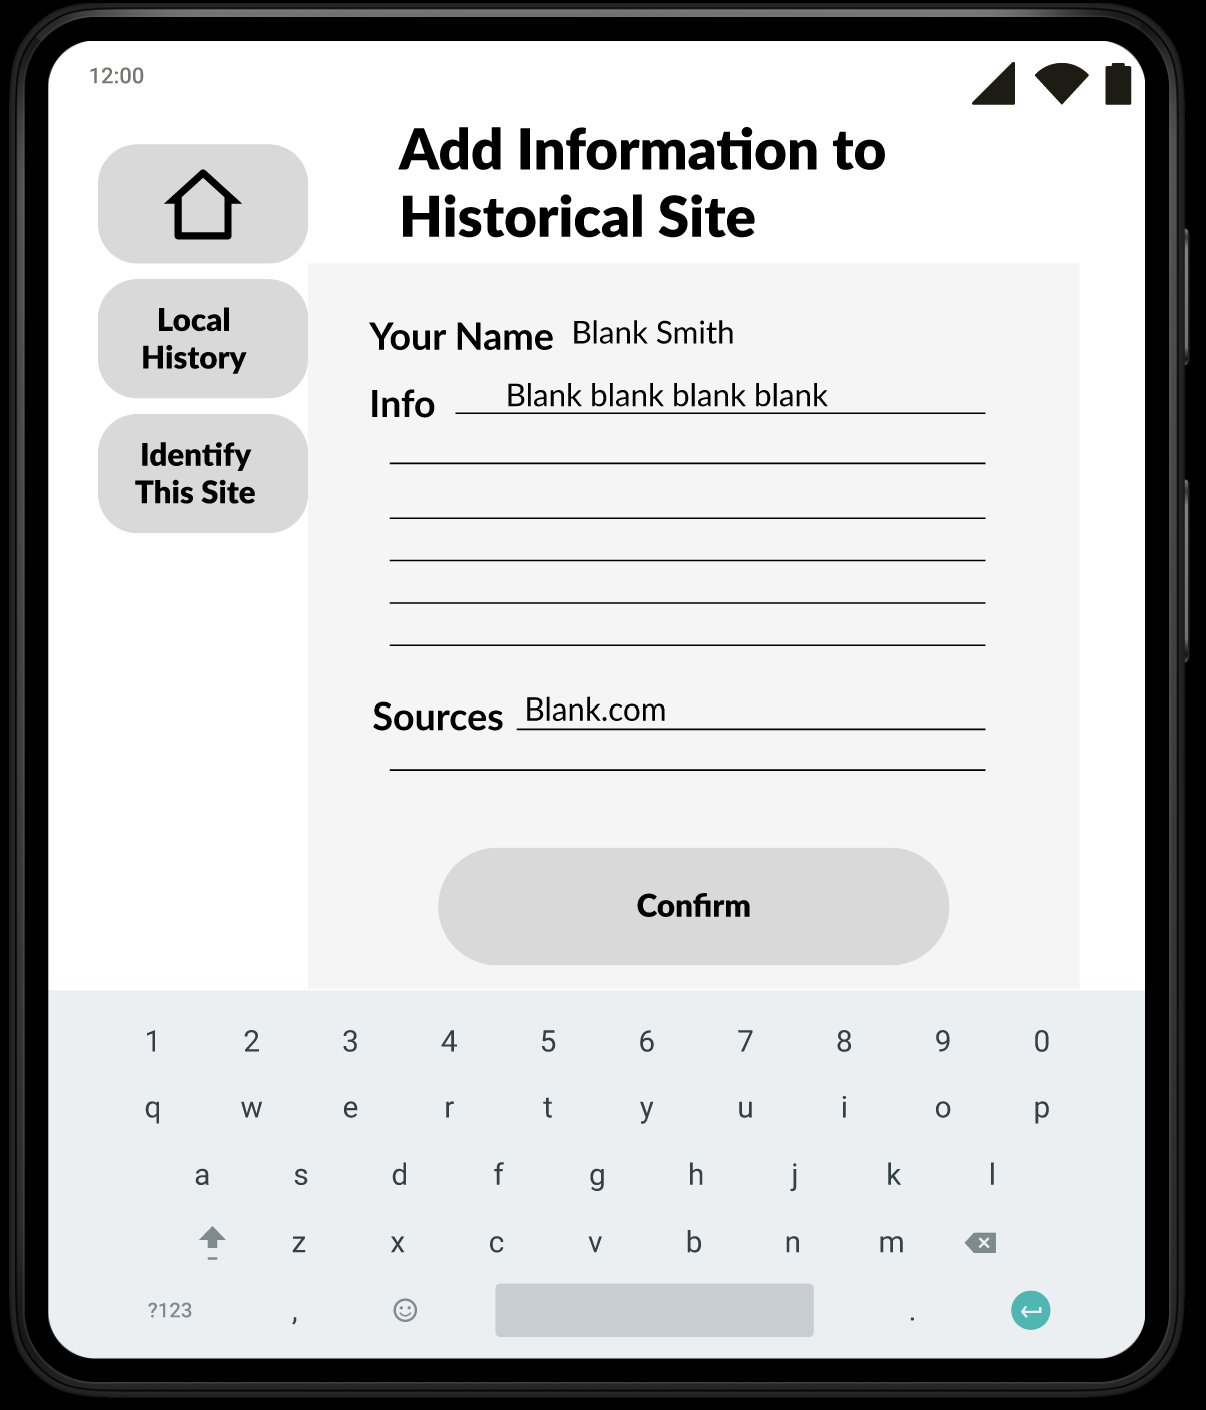 12:00
Add Information to
Historical Site
Local
History
Identify
This Site
Your Name Blank Smith
Info Blank blank blank blank
Sources Blank.com
Confirm
1 2 3 4 5 6 7 8 9 0
q w e r t y u i o p
a s d f g h j k l
z x c v b n m
?123 , .